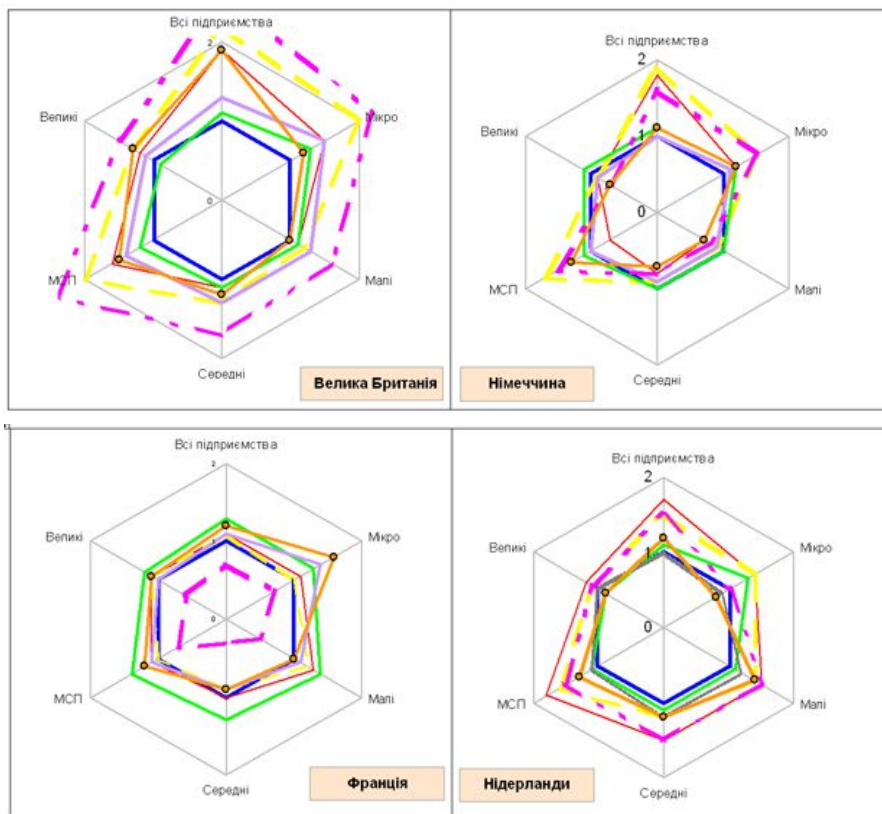 Всі підприємства
2
Великі
Мікро
0
МСП
Малі
Середні
Велика Британія
Всі підприємства
2
Великі
1
Мікро
0
МСП
Малі
Середні
Німеччина
Всі підприємства
2
Великі
1
Мікро
0
МСП
Малі
Середні
Франція
Всі підприємства
2
Великі
1
Мікро
0
МСП
Малі
Середні
Нідерланди